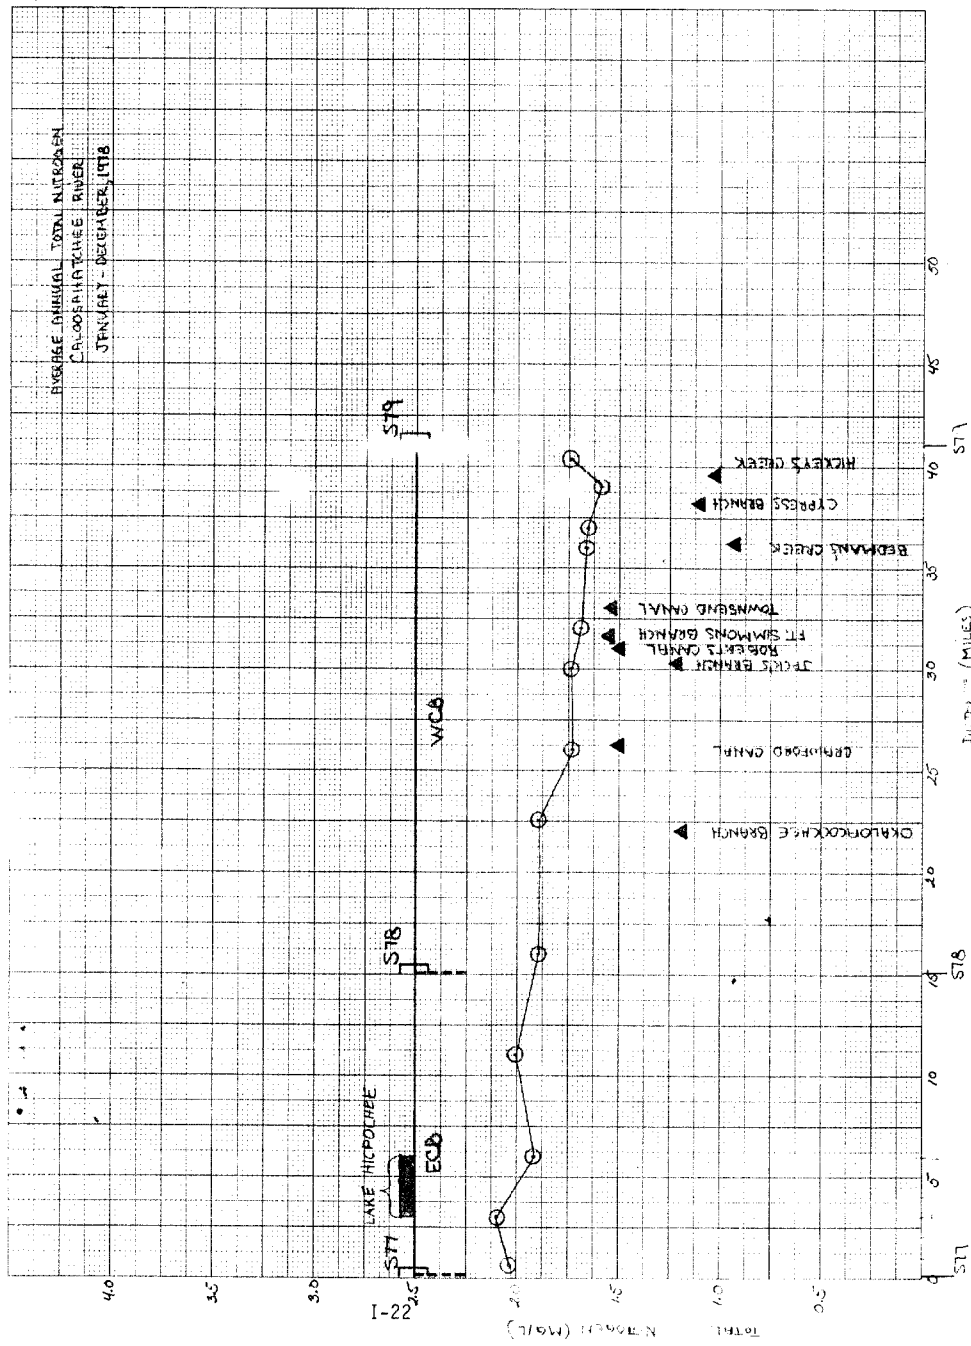 AVERAGE ANNUAL TOTAL NITROGEN
CALOOSAHATCHEE RIVER
JANUARY - DECEMBER, 1978
4.0
3.5
3.0
2.5
2.0
1.5
1.0
0.5
TOTAL NITROGEN (MG/L)
I-22
S77
LAKE HICPOCHEE
ECB
S78
WCB
S79
OKALOACOOCHEE BRANCH
CRAWFORD CANAL
JACK'S BRANCH
ROBERTS CANAL
FT. SIMMONS BRANCH
TOWNSEND CANAL
BEDMAN'S CREEK
CYPRESS BRANCH
HICKEY'S CREEK
0
5
10
15
20
25
30
35
40
45
50
S77
S78
(MILES)